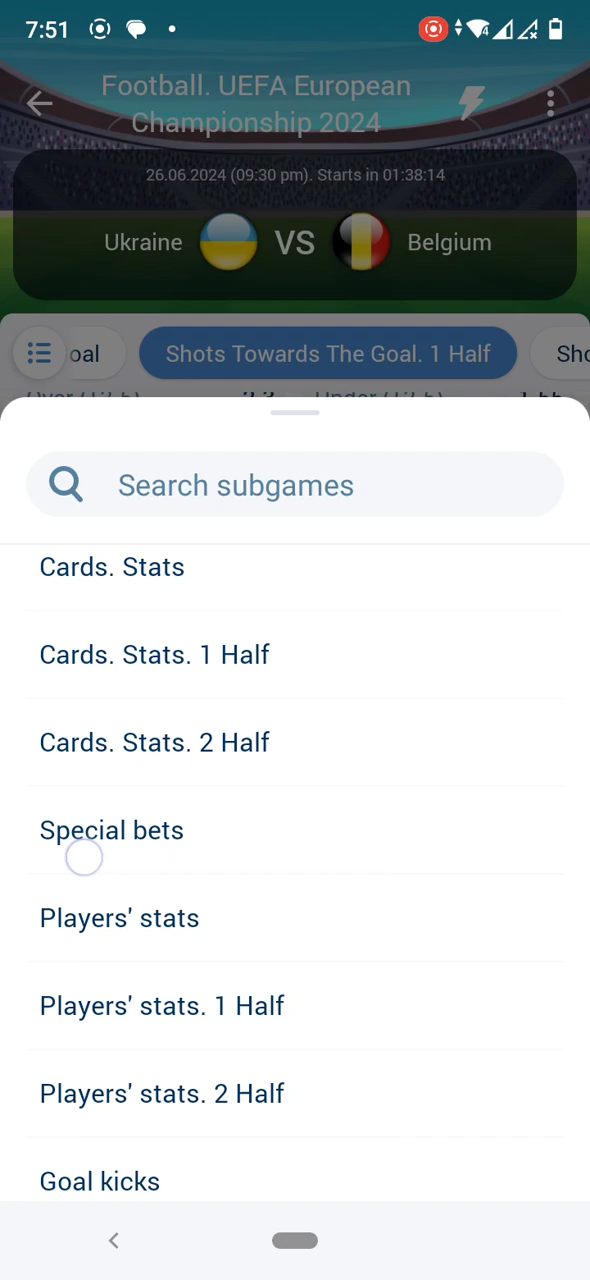 7:51
4
Football. UEFA European
Championship 2024
26.06.2024 (09:30 pm). Starts in 01:38:14
Ukraine VS Belgium
oal
Shots Towards The Goal. 1 Half
Sho
Search subgames
Cards. Stats
Cards. Stats. 1 Half
Cards. Stats. 2 Half
Special bets
Players' stats
Players' stats. 1 Half
Players' stats. 2 Half
Goal kicks